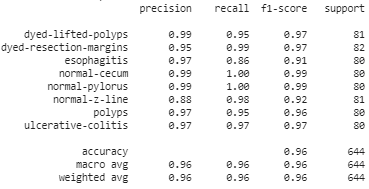 precision recall f1-score support
dyed-lifted-polyps 0.99 0.95 0.97 81
dyed-resection-margins 0.95 0.99 0.97 82
esophagitis 0.97 0.86 0.91 80
normal-cecum 0.99 1.00 0.99 80
normal-pylorus 0.99 1.00 0.99 80
normal-z-line 0.88 0.98 0.92 81
polyps 0.97 0.95 0.96 80
ulcerative-colitis 0.97 0.97 0.97 80
accuracy 0.96 644
macro avg 0.96 0.96 0.96 644
weighted avg 0.96 0.96 0.96 644